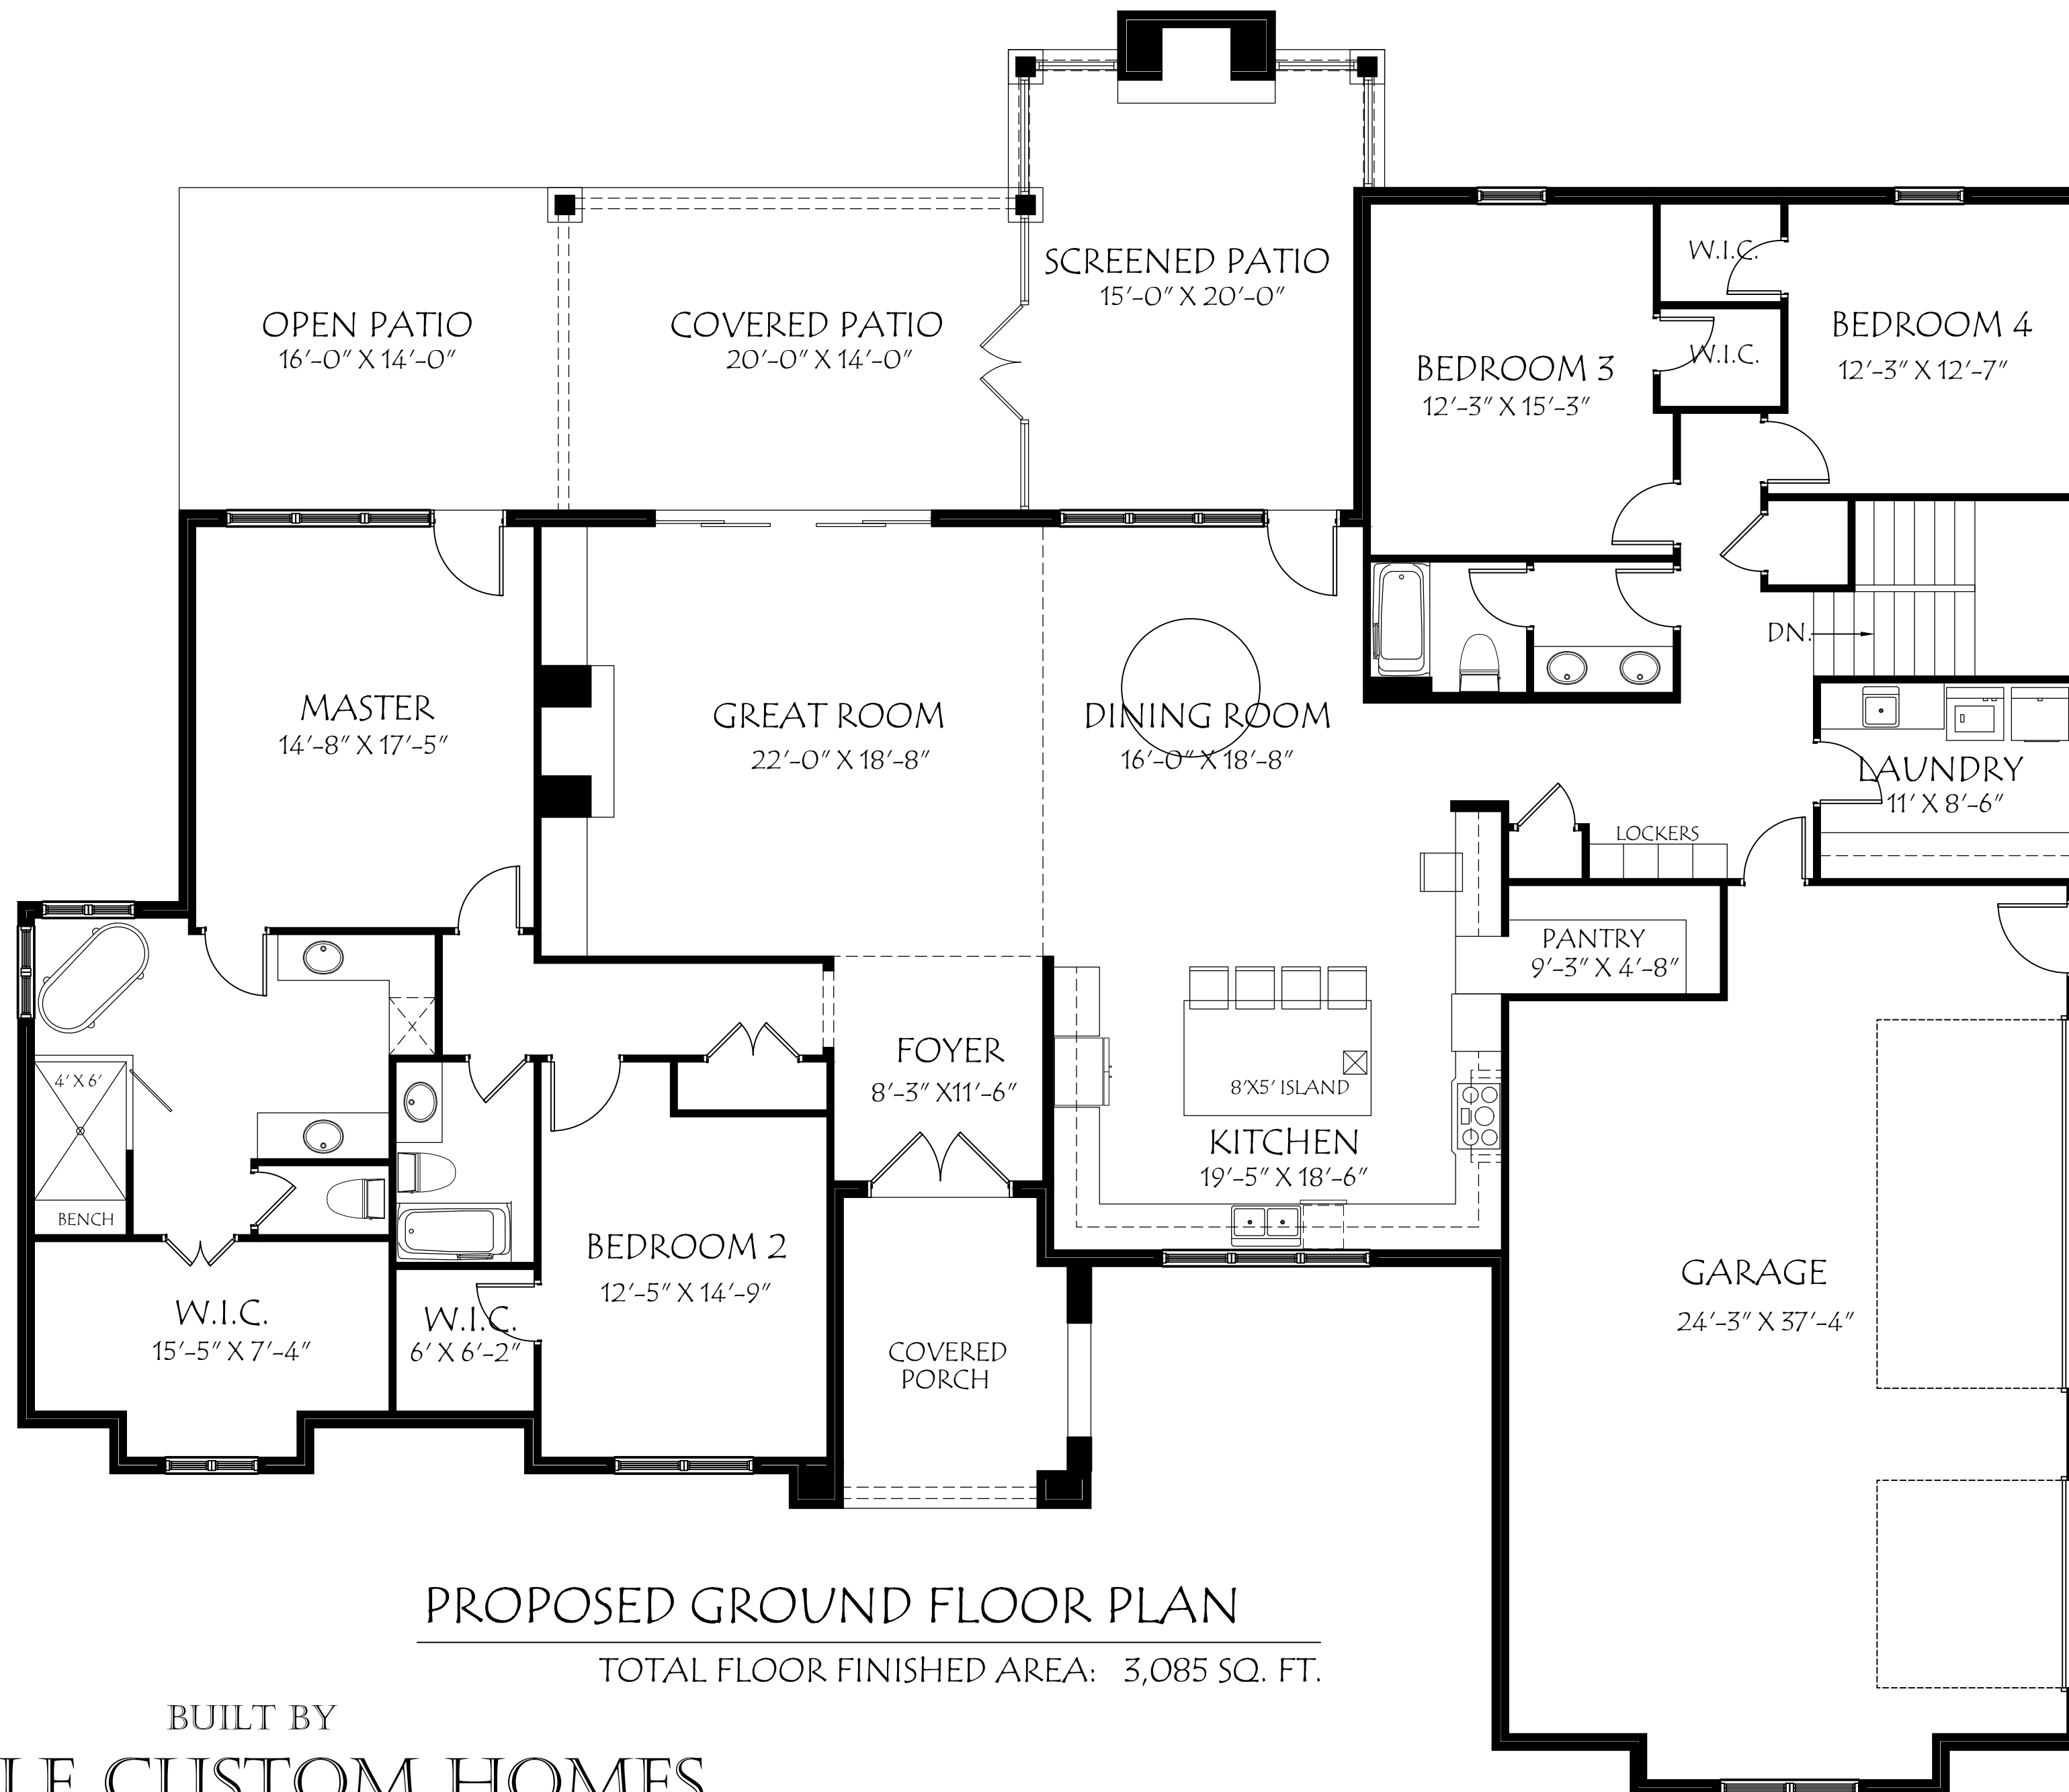 SCREENED PATIO
15'-0" X 20'-0"
W.I.C.
OPEN PATIO
16'-0" X 14'-0"
COVERED PATIO
20'-0" X 14'-0"
BEDROOM 3
12'-3" X 15'-3"
W.I.C.
BEDROOM 4
12'-3" X 12'-7"
DN.
MASTER
14'-8" X 17'-5"
GREAT ROOM
22'-0" X 18'-8"
DINING ROOM
16'-0" X 18'-8"
LAUNDRY
11' X 8'-6"
LOCKERS
PANTRY
9'-3" X 4'-8"
FOYER
8'-3" X11'-6"
4' X 6'
8'X5' ISLAND
KITCHEN
19'-5" X 18'-6"
BENCH
BEDROOM 2
12'-5" X 14'-9"
W.I.C.
15'-5" X 7'-4"
W.I.C.
6' X 6'-2"
COVERED
PORCH
GARAGE
24'-3" X 37'-4"
PROPOSED GROUND FLOOR PLAN
TOTAL FLOOR FINISHED AREA: 3,085 SQ. FT.
BUILT BY
LE CUSTOM HOMES